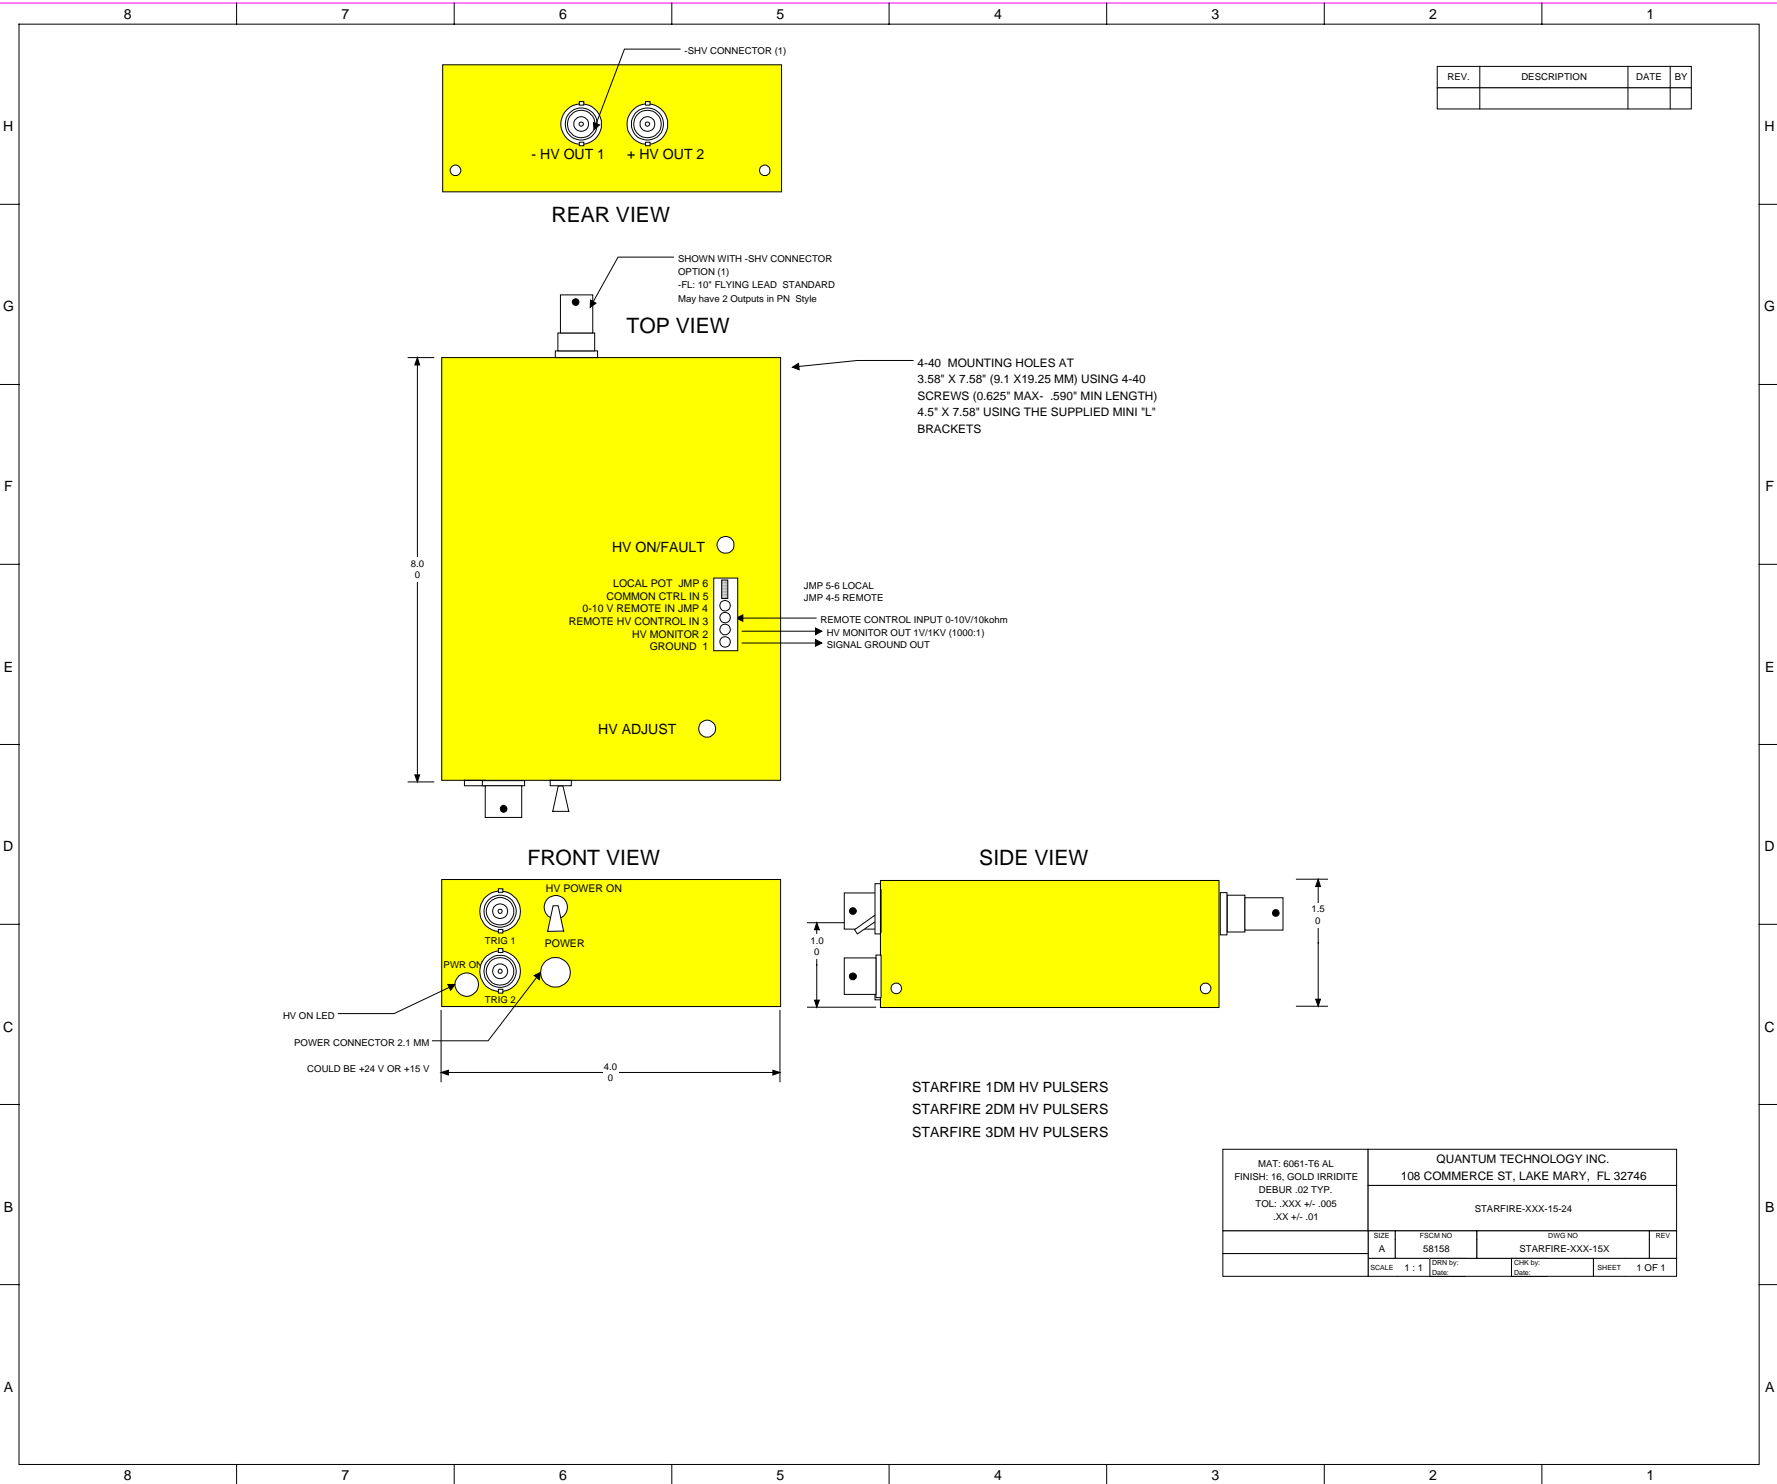 8 7 6 5 4 3 2 1
-SHV CONNECTOR (1)
REV. DESCRIPTION DATE BY
H H
- HV OUT 1 + HV OUT 2
REAR VIEW
SHOWN WITH -SHV CONNECTOR
OPTION (1)
-FL: 10" FLYING LEAD STANDARD
May have 2 Outputs in PN Style
G G
TOP VIEW
4-40 MOUNTING HOLES AT
3.58" X 7.58" (9.1 X19.25 MM) USING 4-40
SCREWS (0.625" MAX- .590" MIN LENGTH)
4.5" X 7.58" USING THE SUPPLIED MINI "L"
BRACKETS
F F
HV ON/FAULT
8.0
0
LOCAL POT JMP 6
COMMON CTRL IN 5
0-10 V REMOTE IN JMP 4
REMOTE HV CONTROL IN 3
HV MONITOR 2
GROUND 1
JMP 5-6 LOCAL
JMP 4-5 REMOTE
REMOTE CONTROL INPUT 0-10V/10kohm
HV MONITOR OUT 1V/1KV (1000:1)
SIGNAL GROUND OUT
E E
HV ADJUST
D D
FRONT VIEW
SIDE VIEW
HV POWER ON
TRIG 1
POWER
PWR ON
TRIG 2
1.0
0
1.5
0
HV ON LED
C C
POWER CONNECTOR 2.1 MM
COULD BE +24 V OR +15 V
4.0
0
STARFIRE 1DM HV PULSERS
STARFIRE 2DM HV PULSERS
STARFIRE 3DM HV PULSERS
MAT: 6061-T6 AL
FINISH: 16, GOLD IRRIDITE
DEBUR .02 TYP.
TOL: .XXX +/- .005
.XX +/- .01
QUANTUM TECHNOLOGY INC.
108 COMMERCE ST, LAKE MARY, FL 32746
STARFIRE-XXX-15-24
B B
SIZE FSCM NO DWG NO REV
A 58158 STARFIRE-XXX-15X
SCALE 1 : 1 DRN by: CHK by: SHEET 1 OF 1
Date: Date:
A A
8 7 6 5 4 3 2 1